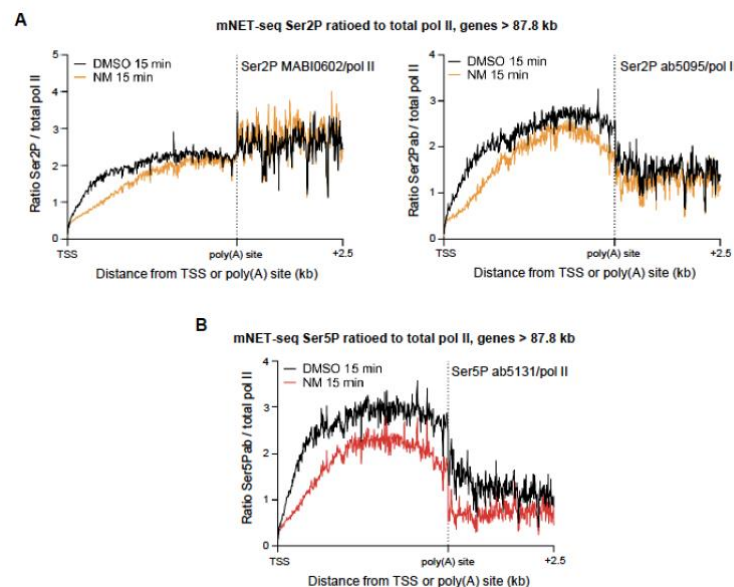 A
mNET-seq Ser2P ratioed to total pol II, genes > 87.8 kb
5
4
3
2
1
0
Ratio Ser2P / total pol II
DMSO 15 min
NM 15 min
Ser2P MABI0602/pol II
TSS
poly(A) site
+2.5
Distance from TSS or poly(A) site (kb)
4
3
2
1
0
Ratio Ser2Pab / total pol II
DMSO 15 min
NM 15 min
Ser2P ab5095/pol I
TSS
poly(A) site
+2.5
Distance from TSS or poly(A) site (kb)
B
mNET-seq Ser5P ratioed to total pol II, genes > 87.8 kb
4
3
2
1
0
Ratio Ser5Pab / total pol II
DMSO 15 min
NM 15 min
Ser5P ab5131/pol II
TSS
poly(A) site
+2.5
Distance from TSS or poly(A) site (kb)